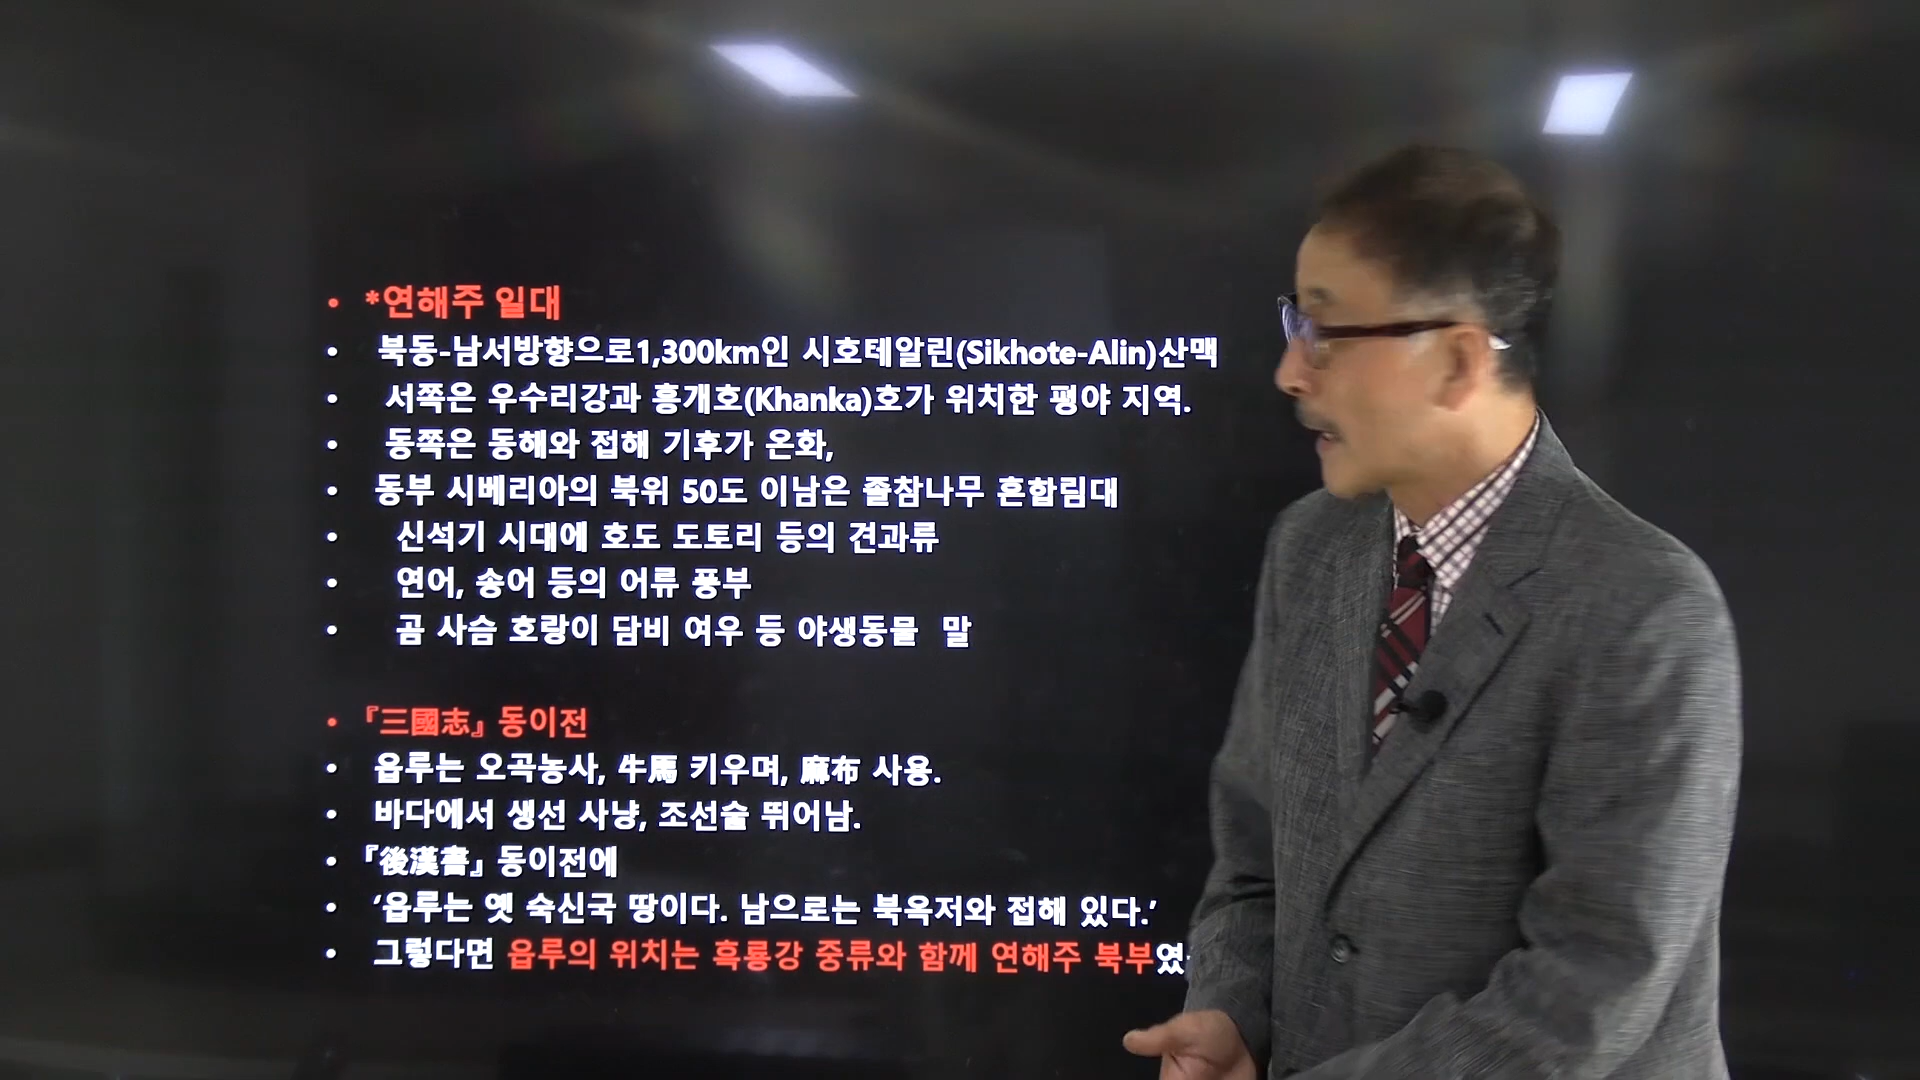 • *연해주 일대
• 북동-남서방향으로1,300km인 시호테알린(Sikhote-Alin)산맥
• 서쪽은 우수리강과 흥개호(Khanka)호가 위치한 평야 지역.
• 동쪽은 동해와 접해 기후가 온화,
• 동부 시베리아의 북위 50도 이남은 졸참나무 혼합림대
• 신석기 시대에 호도 도토리 등의 견과류
• 연어, 송어 등의 어류 풍부
• 곰 사슴 호랑이 담비 여우 등 야생동물 말
• 『三國志』 동이전
• 읍루는 오곡농사, 牛馬 키우며, 麻布 사용.
• 바다에서 생선 사냥, 조선술 뛰어남.
• 『後漢書』 동이전에
• ‘읍루는 옛 숙신국 땅이다. 남으로는 북옥저와 접해 있다.’
• 그렇다면 읍루의 위치는 흑룡강 중류와 함께 연해주 북부였